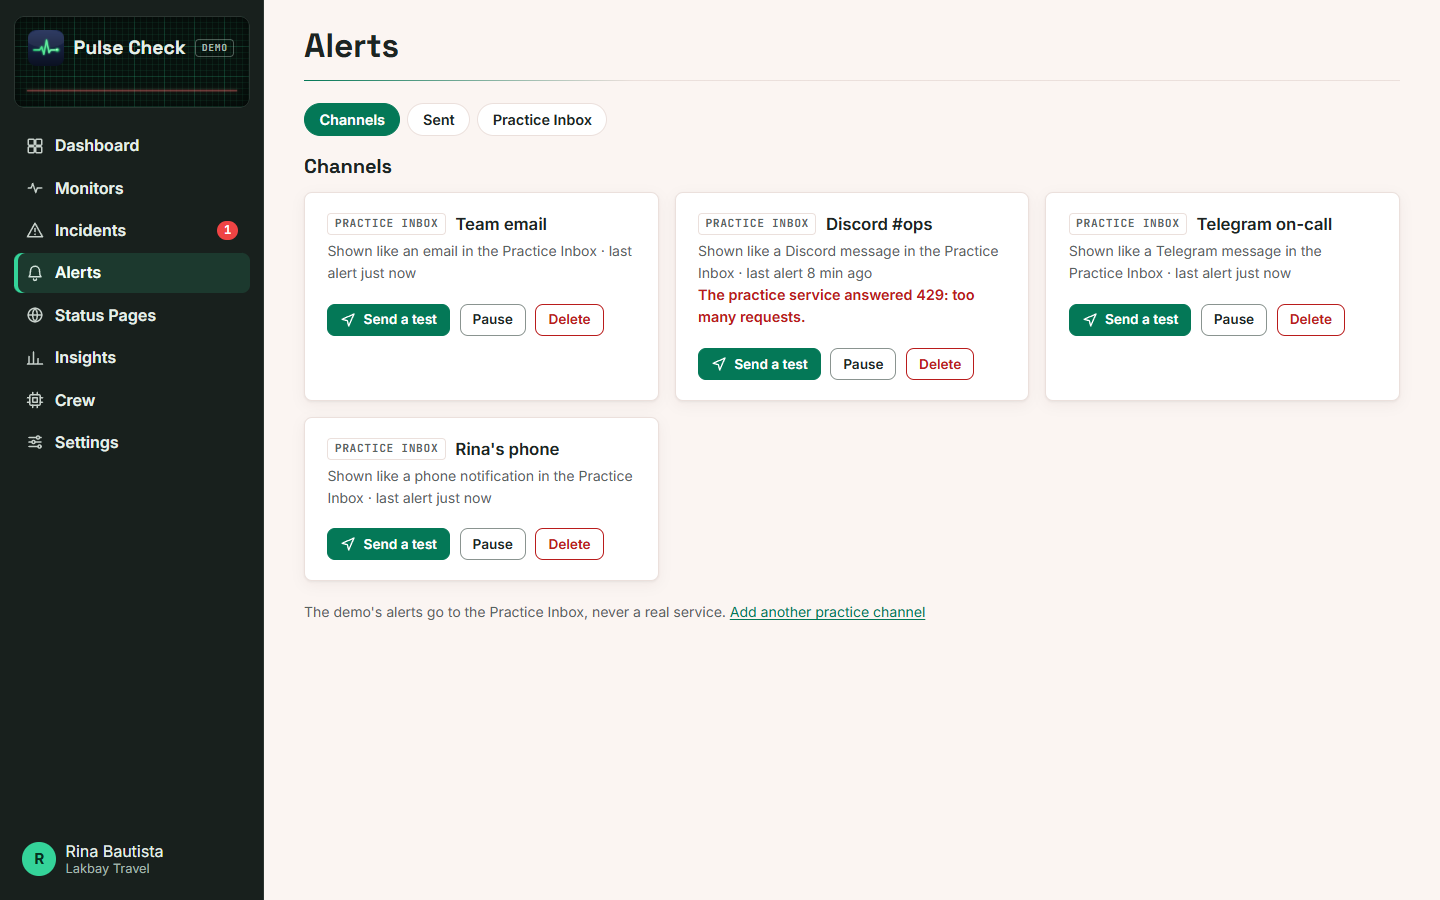 Pulse Check DEMO
Dashboard
Monitors
Incidents 1
Alerts
Status Pages
Insights
Crew
Settings
R Rina Bautista
Lakbay Travel
Alerts
Channels Sent Practice Inbox
Channels
PRACTICE INBOX Team email
Shown like an email in the Practice Inbox · last
alert just now
Send a test Pause Delete
PRACTICE INBOX Discord #ops
Shown like a Discord message in the Practice
Inbox · last alert 8 min ago
The practice service answered 429: too
many requests.
Send a test Pause Delete
PRACTICE INBOX Telegram on-call
Shown like a Telegram message in the
Practice Inbox · last alert just now
Send a test Pause Delete
PRACTICE INBOX Rina's phone
Shown like a phone notification in the Practice
Inbox · last alert just now
Send a test Pause Delete
The demo's alerts go to the Practice Inbox, never a real service. Add another practice channel